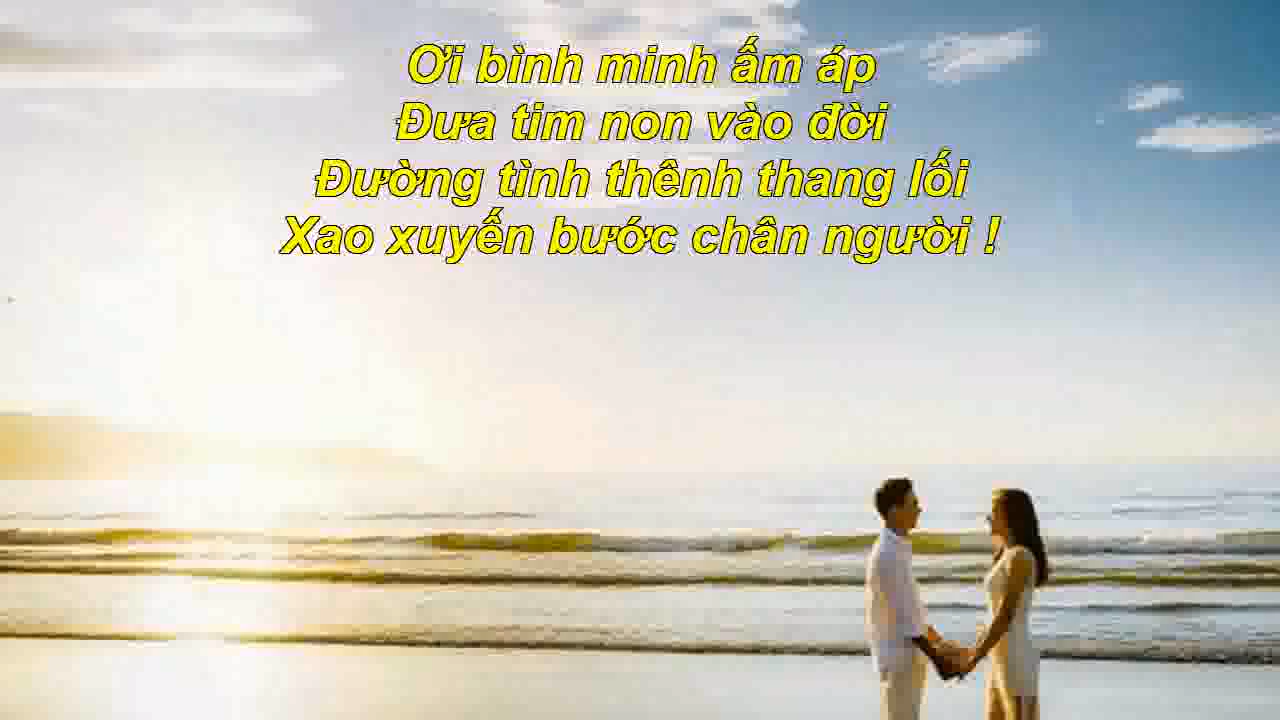 Ơi bình minh ấm áp
Đưa tim non vào đời
Đường tình thênh thang lối
Xao xuyến bước chân người !